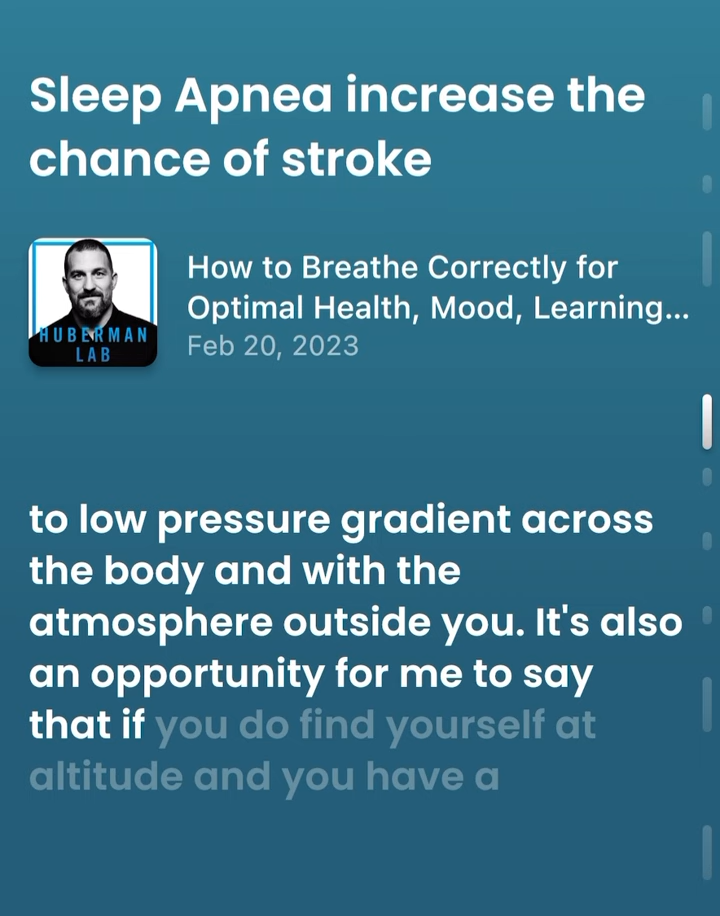 Sleep Apnea increase the
chance of stroke
HUBERMAN
LAB
How to Breathe Correctly for
Optimal Health, Mood, Learning...
Feb 20, 2023
to low pressure gradient across
the body and with the
atmosphere outside you. It's also
an opportunity for me to say
that if you do find yourself at
altitude and you have a